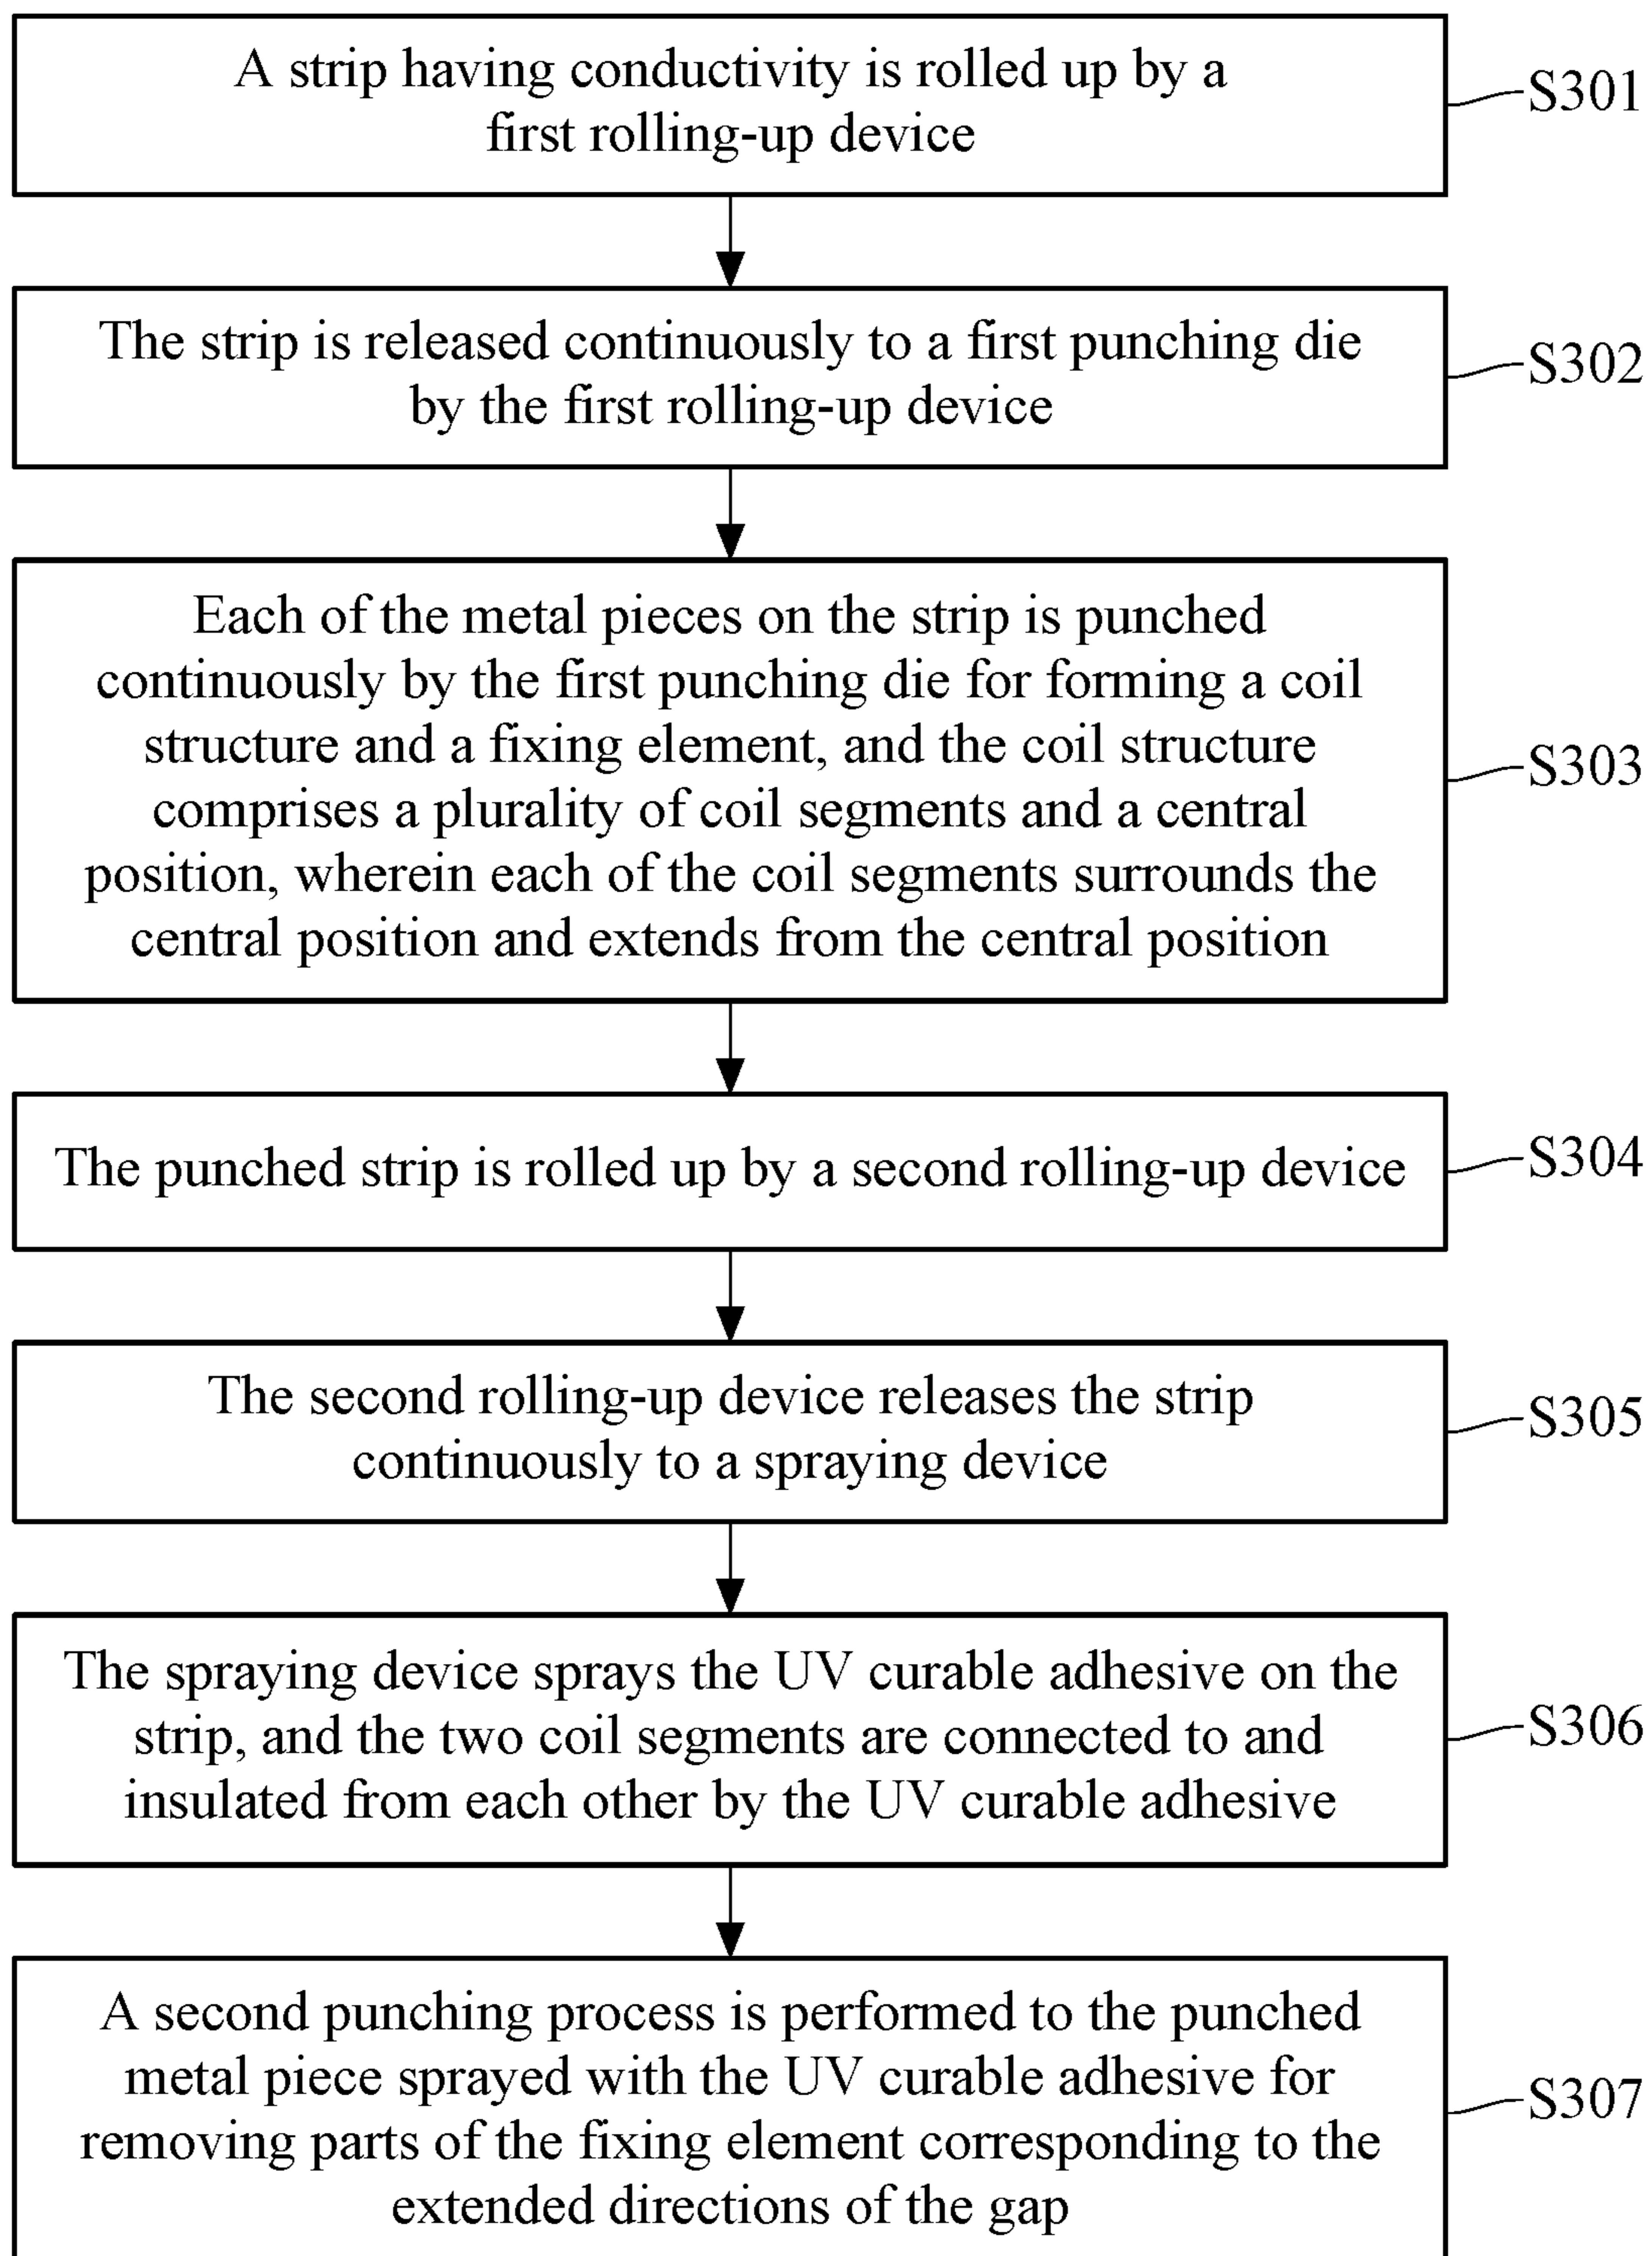 A strip having conductivity is rolled up by a
first rolling-up device
S301
The strip is released continuously to a first punching die
by the first rolling-up device
S302
Each of the metal pieces on the strip is punched
continuously by the first punching die for forming a coil
structure and a fixing element, and the coil structure
comprises a plurality of coil segments and a central
position, wherein each of the coil segments surrounds the
central position and extends from the central position
S303
The punched strip is rolled up by a second rolling-up device
S304
The second rolling-up device releases the strip
continuously to a spraying device
S305
The spraying device sprays the UV curable adhesive on the
strip, and the two coil segments are connected to and
insulated from each other by the UV curable adhesive
S306
A second punching process is performed to the punched
metal piece sprayed with the UV curable adhesive for
removing parts of the fixing element corresponding to the
extended directions of the gap
S307